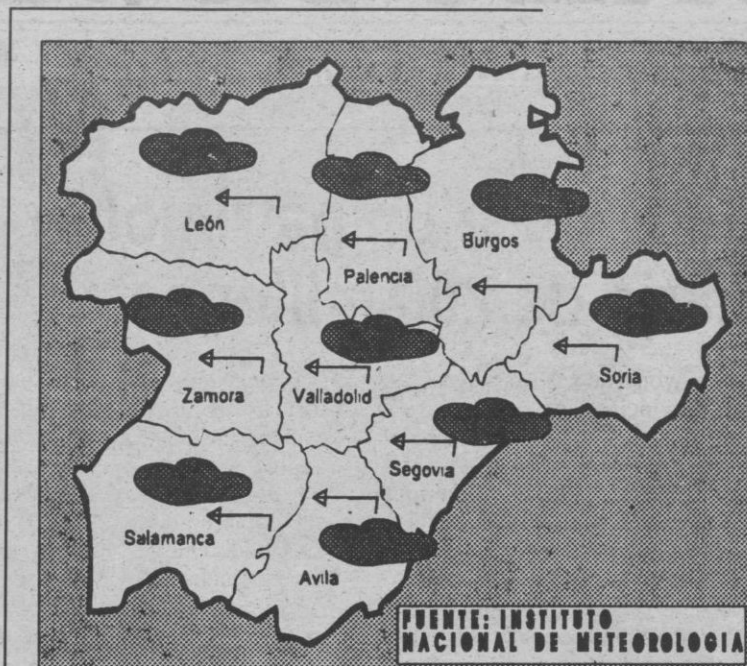 León
Palencia
Burgos
Soria
Zamora
Valladolid
Segovia
Salamanca
Avila
FUENTE: INSTITUTO
NACIONAL DE METEOROLOGIA